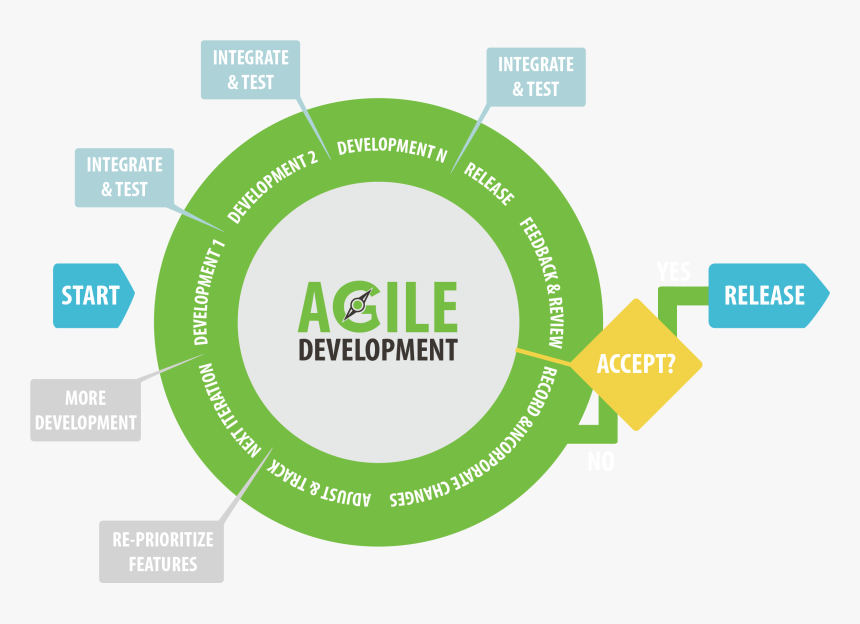 INTEGRATE
& TEST
INTEGRATE
& TEST
INTEGRATE
& TEST
START
DEVELOPMENT 1
DEVELOPMENT 2
DEVELOPMENT N
RELEASE
FEEDBACK & REVIEW
AGILE
DEVELOPMENT
YES
RELEASE
ACCEPT?
NO
RECORD &INCORPORATE CHANGES
ADJUST & TRACK
NEXT ITERATION
MORE
DEVELOPMENT
RE-PRIORITIZE
FEATURES